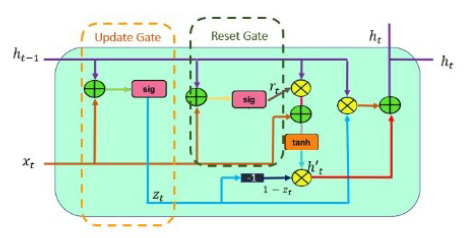 Update Gate
Reset Gate
h_t
h_{t-1}
h_t
sig
sig
r_t
tanh
x_t
h'_t
z_t
-1
1 - z_t